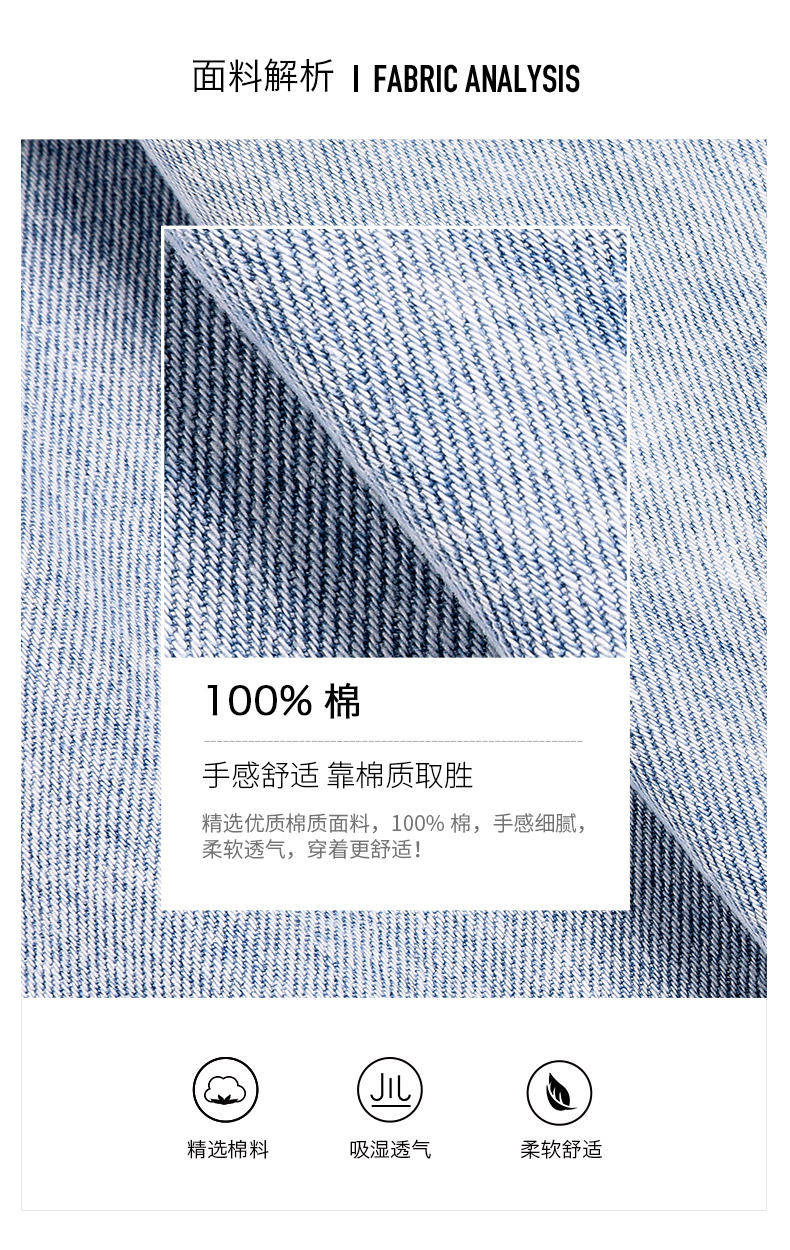 面料解析 | FABRIC ANALYSIS
100% 棉
手感舒适 靠棉质取胜
精选优质棉质面料，100% 棉，手感细腻，
柔软透气，穿着更舒适！
精选棉料
吸湿透气
柔软舒适